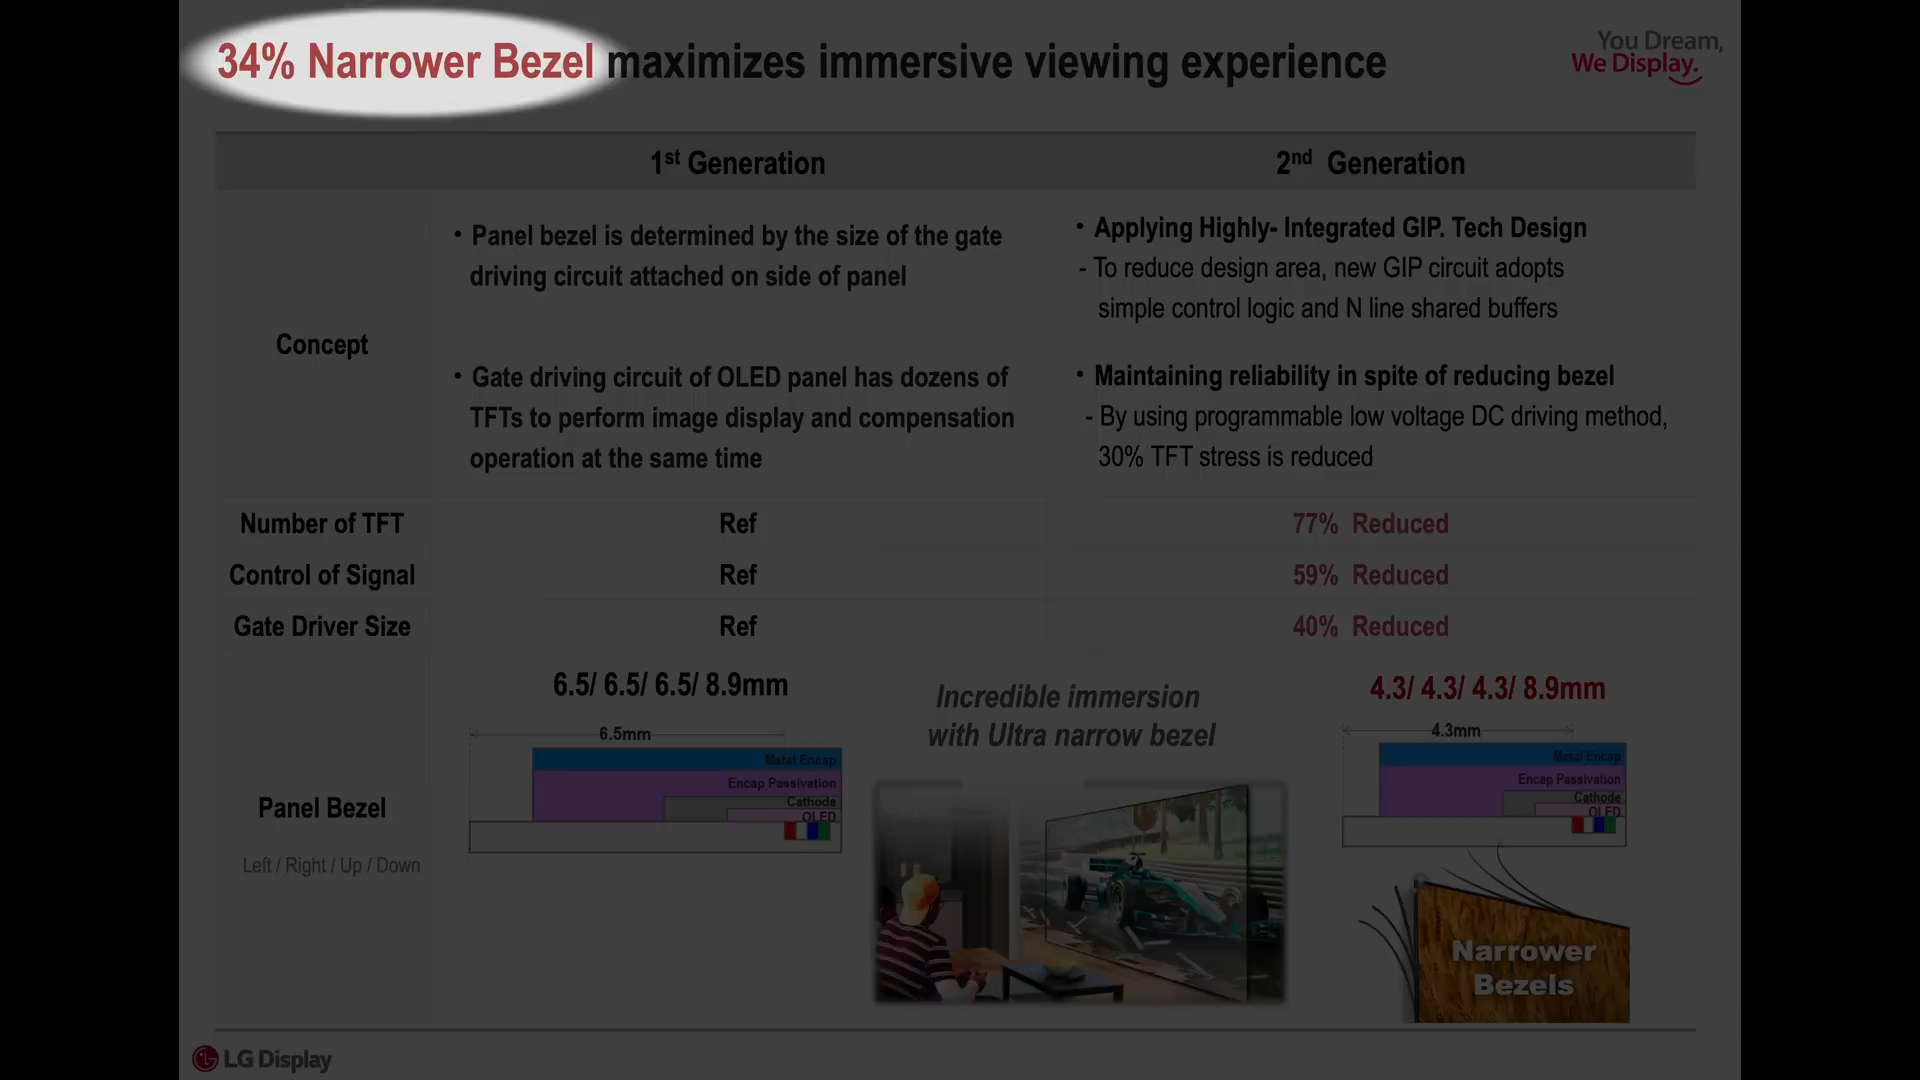 34% Narrower Bezel maximizes immersive viewing experience
You Dream,
We Display.
1st Generation
2nd Generation
Concept
• Panel bezel is determined by the size of the gate
driving circuit attached on side of panel
• Gate driving circuit of OLED panel has dozens of
TFTs to perform image display and compensation
operation at the same time
• Applying Highly- Integrated GIP. Tech Design
- To reduce design area, new GIP circuit adopts
simple control logic and N line shared buffers
• Maintaining reliability in spite of reducing bezel
- By using programmable low voltage DC driving method,
30% TFT stress is reduced
Number of TFT
Ref
77% Reduced
Control of Signal
Ref
59% Reduced
Gate Driver Size
Ref
40% Reduced
Panel Bezel
Left / Right / Up / Down
6.5/ 6.5/ 6.5/ 8.9mm
6.5mm
Metal Encap
Encap Passivation
Cathode
OLED
Incredible immersion
with Ultra narrow bezel
4.3/ 4.3/ 4.3/ 8.9mm
4.3mm
Metal Encap
Encap Passivation
Cathode
OLED
Narrower
Bezels
LG Display